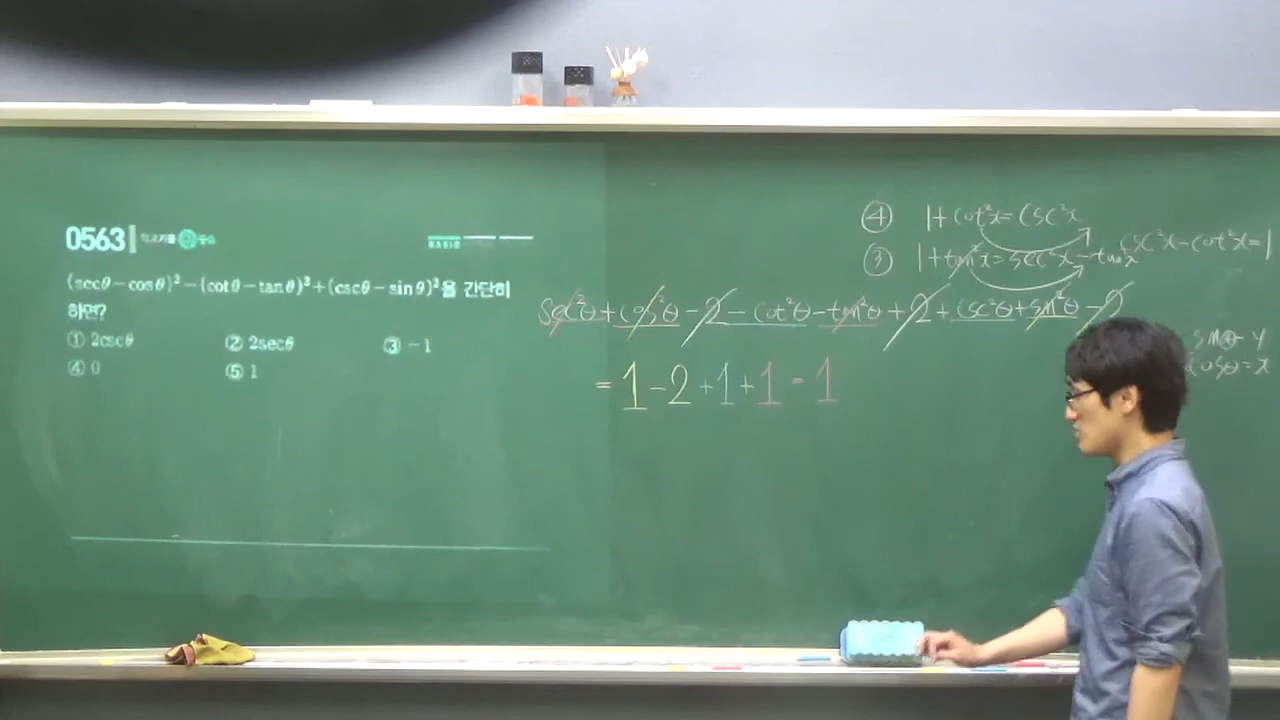 0563
BASIC
(secθ-cosθ)²-(cotθ-tanθ)²+(cscθ-sinθ)²을 간단히
하면?
① 2cscθ ② 2secθ ③ -1
④ 0 ⑤ 1
④ 1+cot²x=csc²x
csc²x-cot²x=1
③ 1+tan²x=sec²x-tan²x
sec²θ+cos²θ-2-cot²θ-tan²θ+2+csc²θ+sin²θ-2
=1-2+1+1=1
sinθ=y
cosθ=x